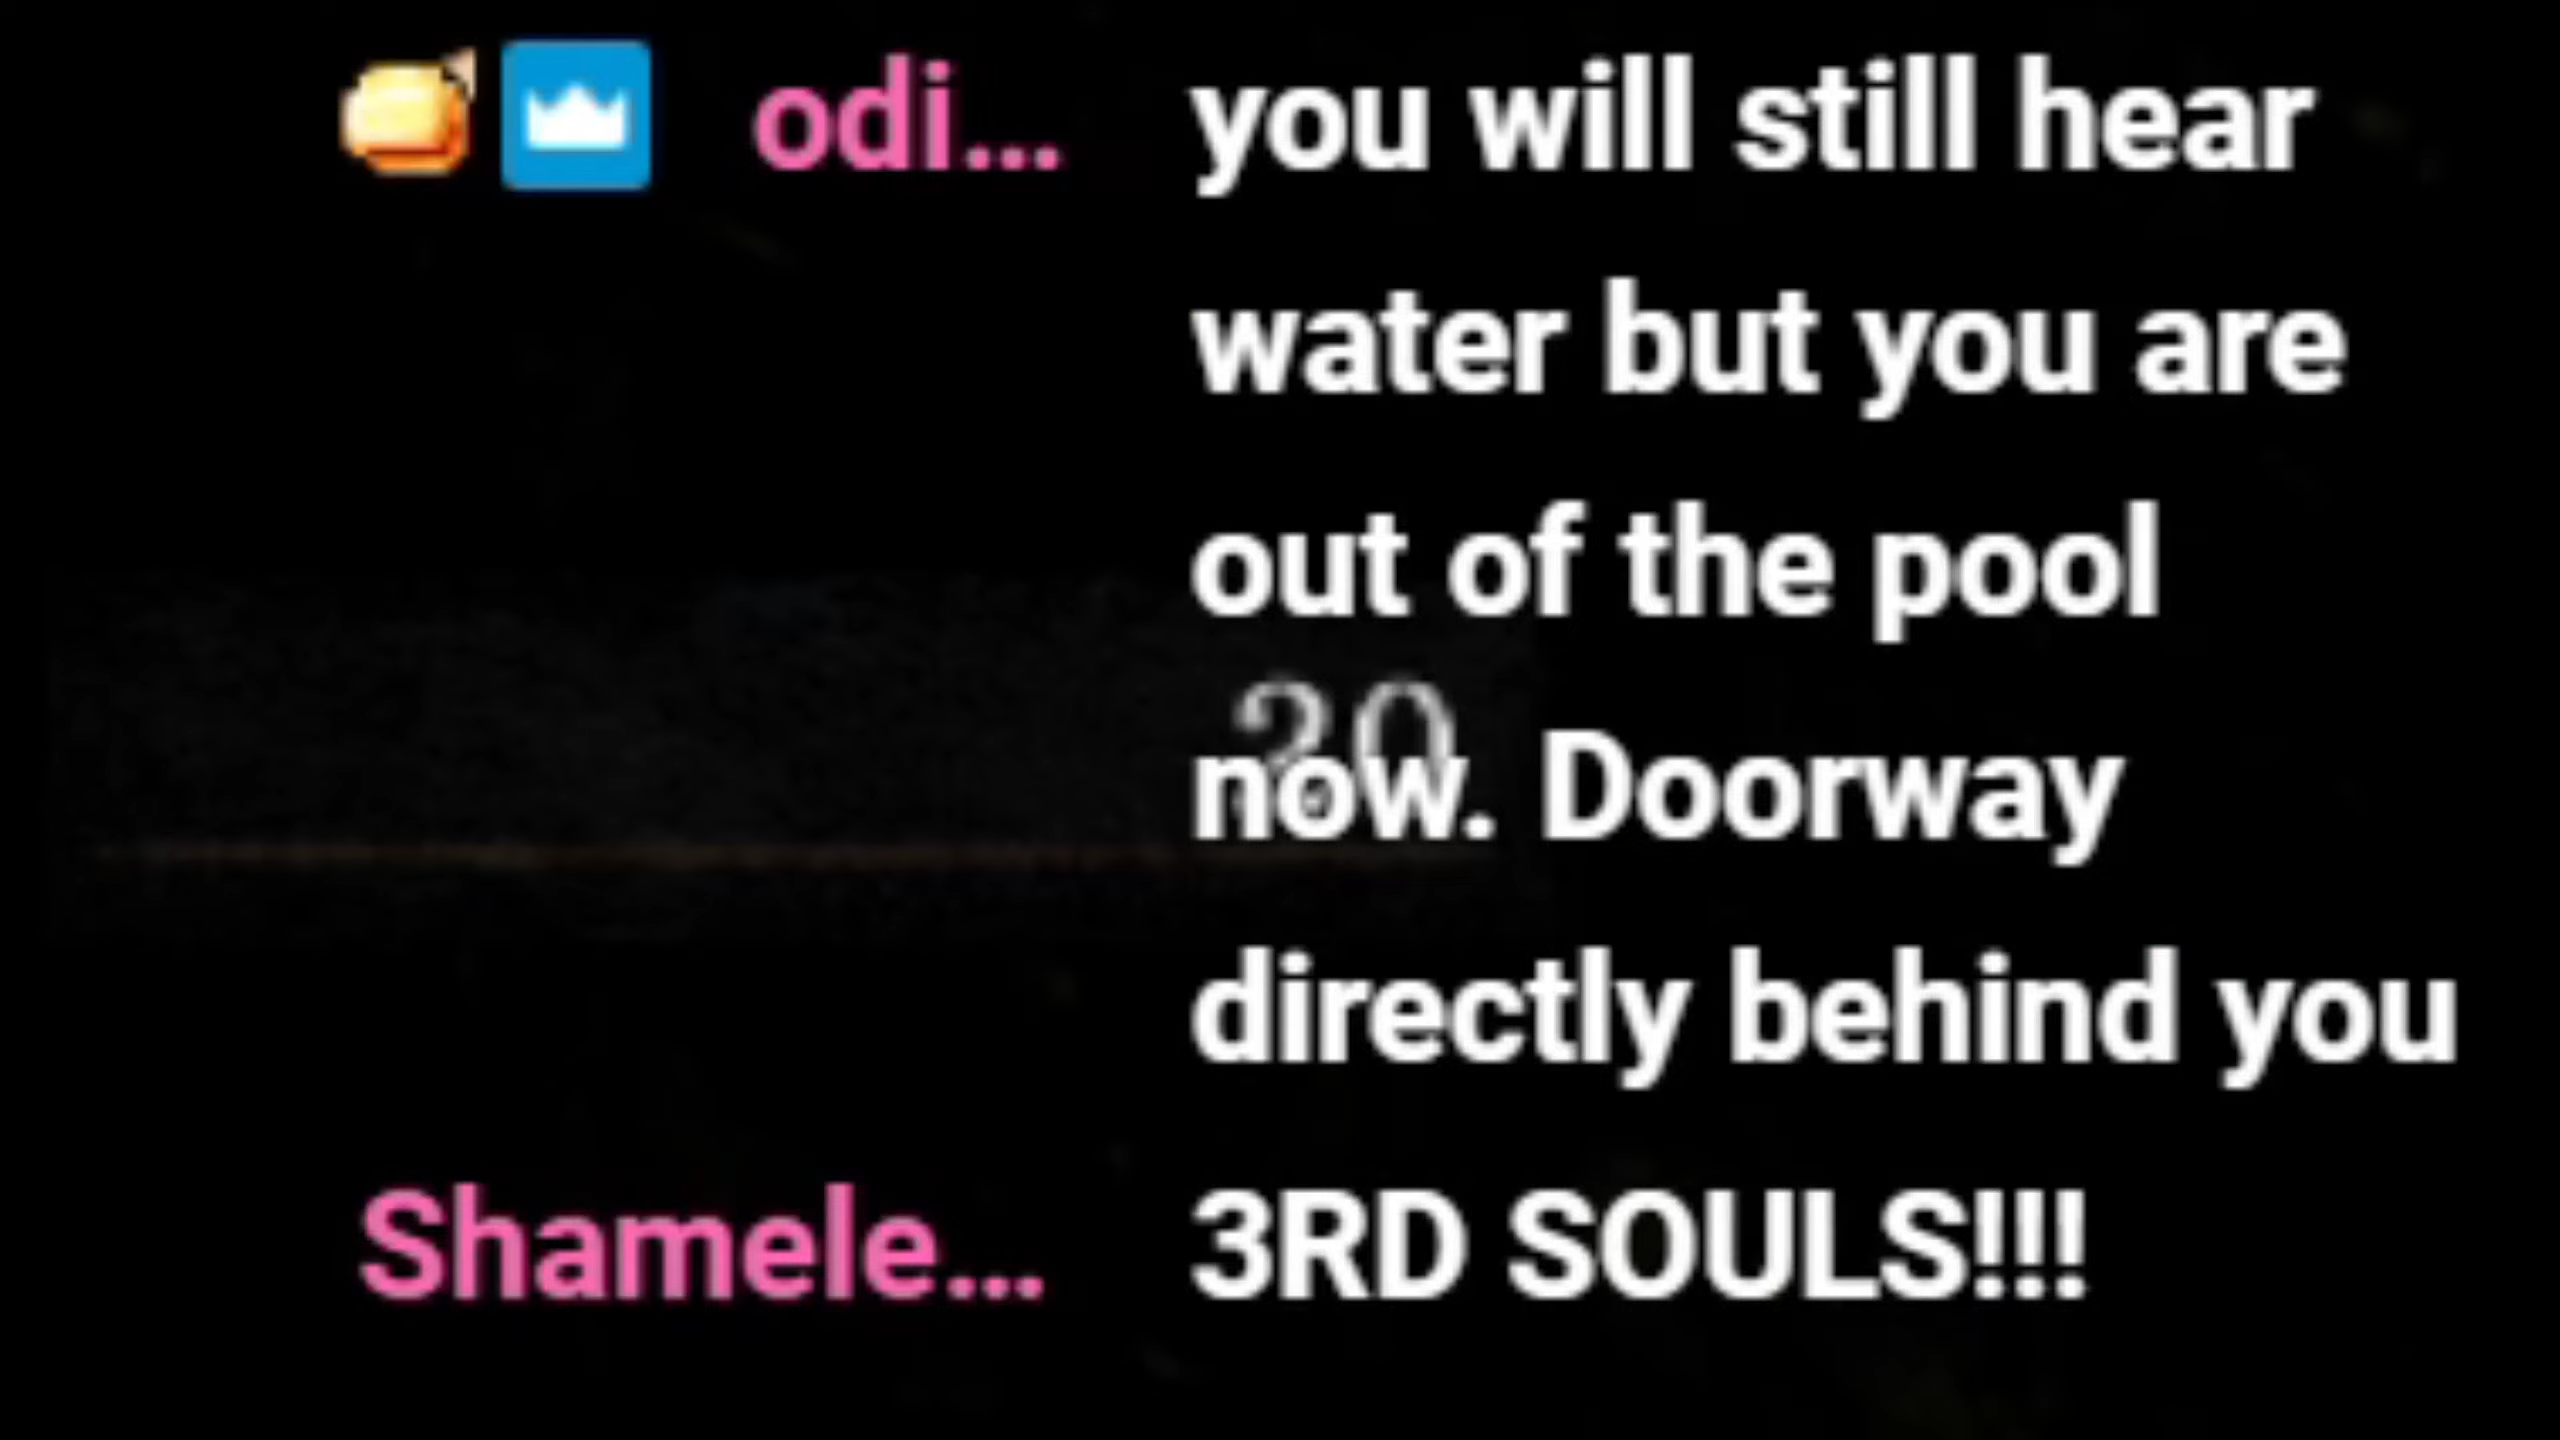 odi... you will still hear
water but you are
out of the pool
20
now. Doorway
directly behind you
Shamele... 3RD SOULS!!!